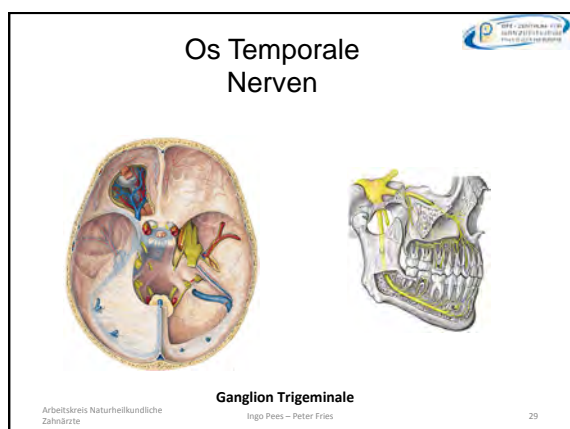 Os Temporale
Nerven
Ganglion Trigeminale
Arbeitskreis Naturheilkundliche
Zahnärzte
Ingo Pees – Peter Fries
29